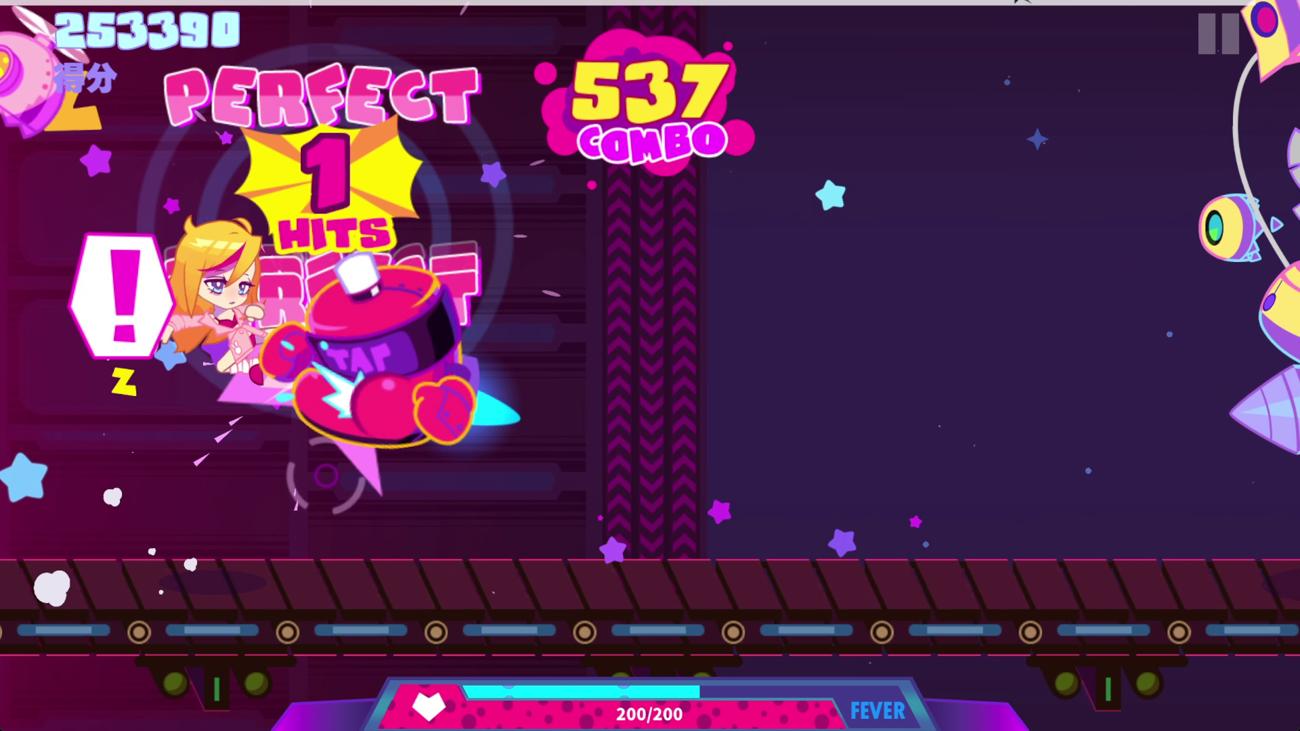 253390
得分
PERFECT
537
COMBO
1
HITS
!
TAP
Z
200/200
FEVER